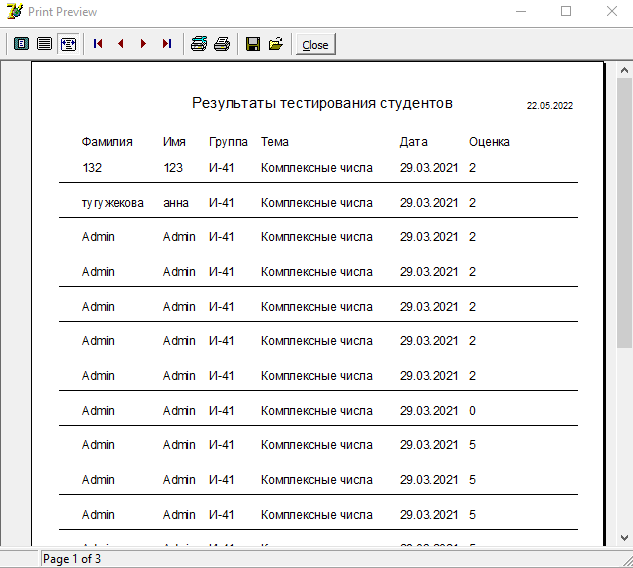 Print Preview
Close
Результаты тестирования студентов 22.05.2022
Фамилия Имя Группа Тема Дата Оценка
132 123 И-41 Комплексные числа 29.03.2021 2
тугужекова анна И-41 Комплексные числа 29.03.2021 2
Admin Admin И-41 Комплексные числа 29.03.2021 2
Admin Admin И-41 Комплексные числа 29.03.2021 2
Admin Admin И-41 Комплексные числа 29.03.2021 2
Admin Admin И-41 Комплексные числа 29.03.2021 2
Admin Admin И-41 Комплексные числа 29.03.2021 2
Admin Admin И-41 Комплексные числа 29.03.2021 0
Admin Admin И-41 Комплексные числа 29.03.2021 5
Admin Admin И-41 Комплексные числа 29.03.2021 5
Admin Admin И-41 Комплексные числа 29.03.2021 5
Page 1 of 3